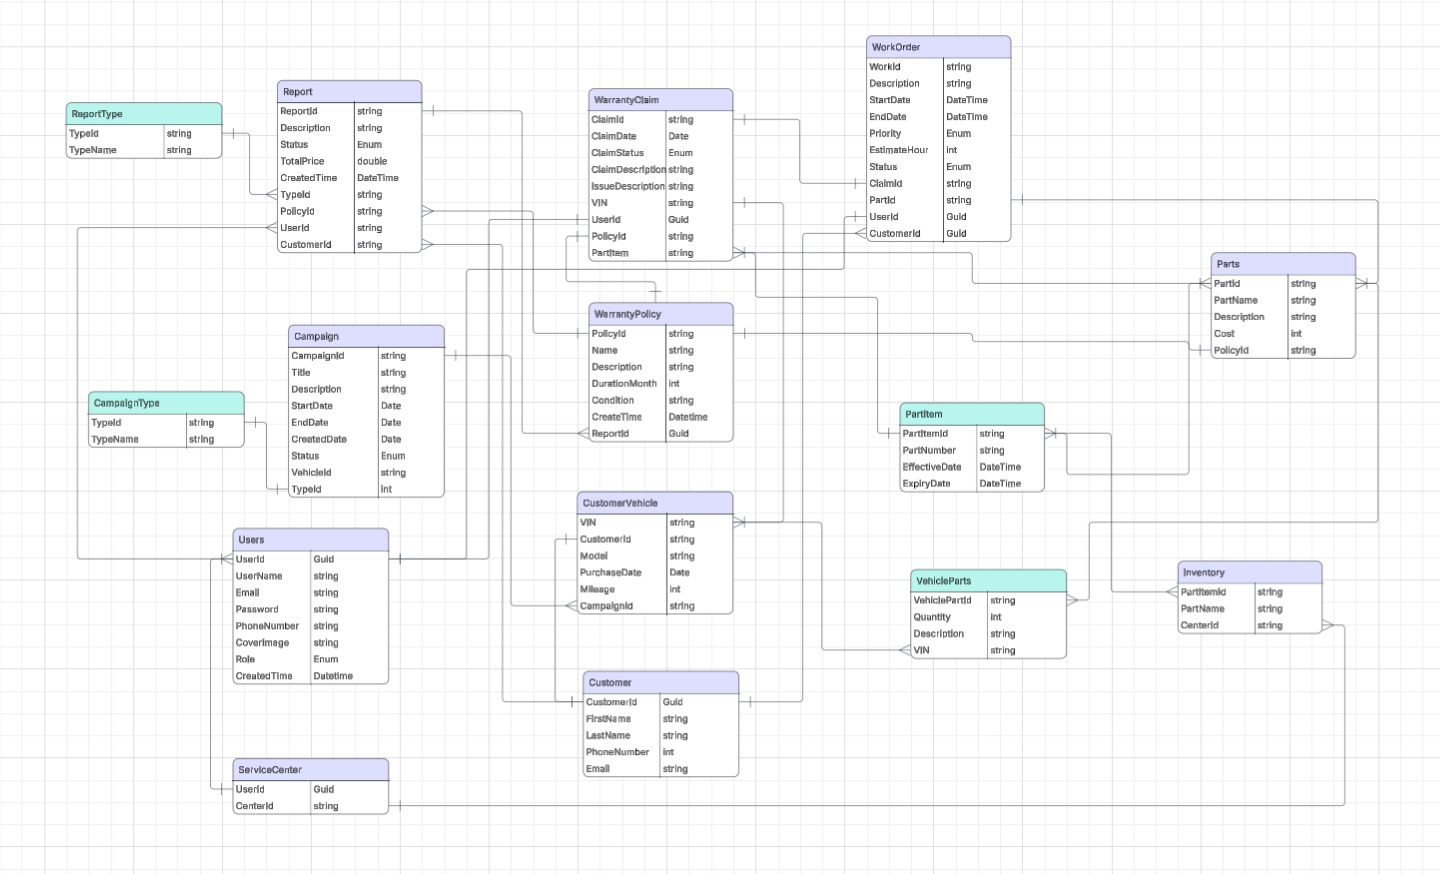 WorkOrder
WorkId string
Description string
StartDate DateTime
EndDate DateTime
Priority Enum
EstimateHour int
Status Enum
ClaimId string
PartId string
UserId Guid
CustomerId Guid
Report
ReportId string
Description string
Status Enum
TotalPrice double
CreatedTime DateTime
TypeId string
PolicyId string
UserId string
CustomerId string
WarrantyClaim
ClaimId string
ClaimDate Date
ClaimStatus Enum
ClaimDescription string
IssueDescription string
VIN string
UserId Guid
PolicyId string
PartItem string
ReportType
TypeId string
TypeName string
Parts
PartId string
PartName string
Description string
Cost int
PolicyId string
WarrantyPolicy
PolicyId string
Name string
Description string
DurationMonth int
Condition string
CreateTime Datetime
ReportId Guid
Campaign
CampaignId string
Title string
Description string
StartDate Date
EndDate Date
CreatedDate Date
Status Enum
VehicleId string
TypeId int
CampaignType
TypeId string
TypeName string
PartItem
PartItemId string
PartNumber string
EffectiveDate DateTime
ExpiryDate DateTime
CustomerVehicle
VIN string
CustomerId string
Model string
PurchaseDate Date
Mileage int
CampaignId string
Users
UserId Guid
UserName string
Email string
Password string
PhoneNumber string
CoverImage string
Role Enum
CreatedTime Datetime
VehicleParts
VehiclePartId string
Quantity int
Description string
VIN string
Inventory
PartItemId string
PartName string
CenterId string
Customer
CustomerId Guid
FirstName string
LastName string
PhoneNumber int
Email string
ServiceCenter
UserId Guid
CenterId string